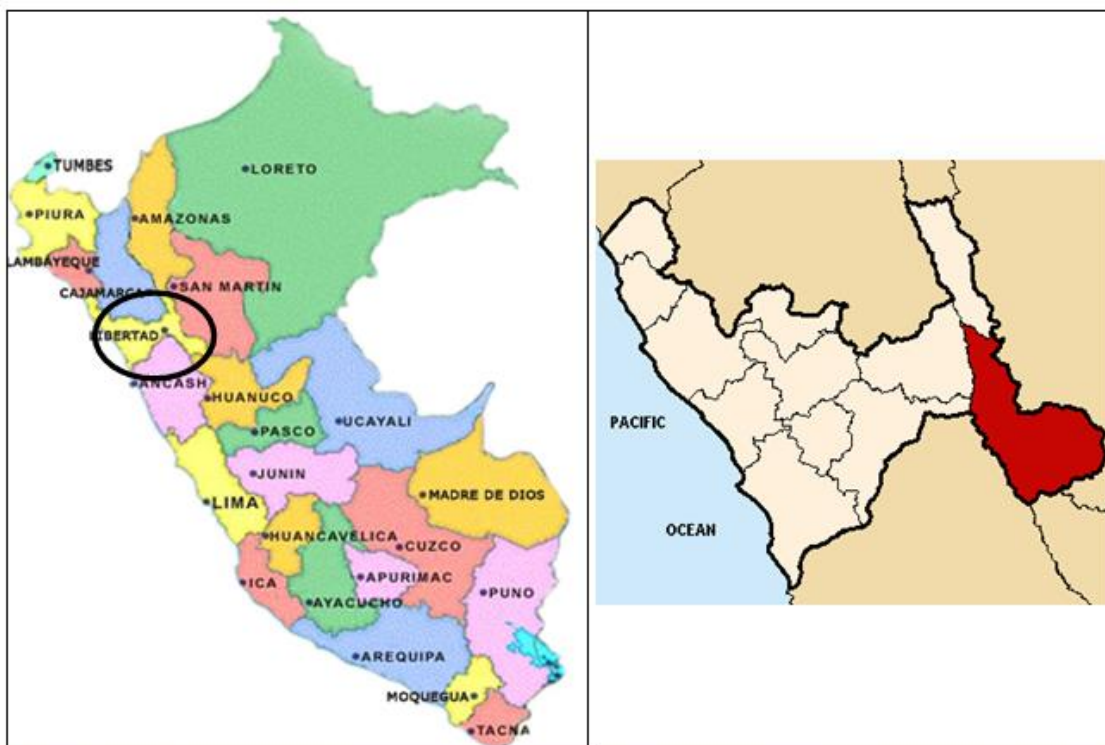 TUMBES
LORETO
PIURA
AMAZONAS
LAMBAYEQUE
SAN MARTIN
CAJAMARCA
LIBERTAD
ANCASH
HUANUCO
UCAYALI
PASCO
JUNIN
MADRE DE DIOS
LIMA
HUANCAVELICA
CUZCO
ICA
APURIMAC
PUNO
AYACUCHO
AREQUIPA
MOQUEGUA
TACNA
PACIFIC
OCEAN